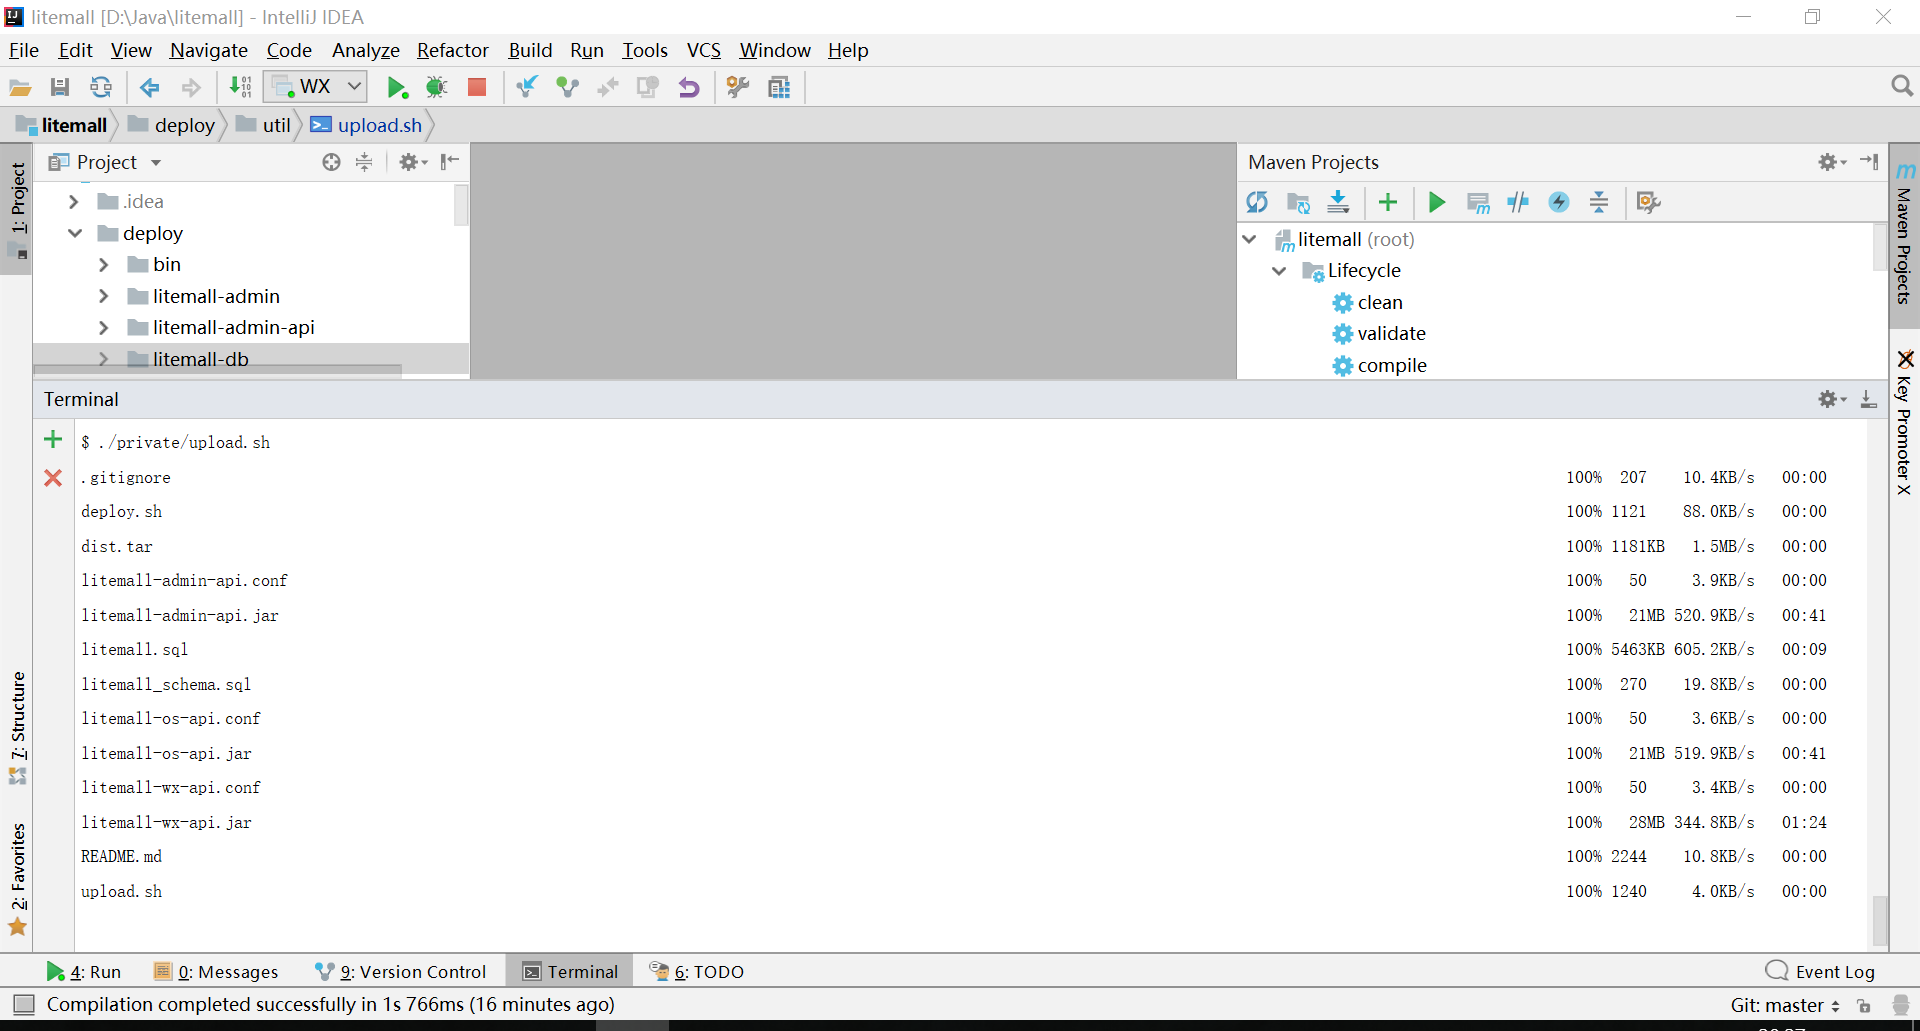 litemall [D:\Java\litemall] - IntelliJ IDEA
File Edit View Navigate Code Analyze Refactor Build Run Tools VCS Window Help
WX
litemall deploy util upload.sh
1: Project
Project
.idea
deploy
bin
litemall-admin
litemall-admin-api
litemall-db
Maven Projects
litemall (root)
Lifecycle
clean
validate
compile
Maven Projects
Key Promoter X
Terminal
$ ./private/upload.sh
.gitignore 100% 207 10.4KB/s 00:00
deploy.sh 100% 1121 88.0KB/s 00:00
dist.tar 100% 1181KB 1.5MB/s 00:00
litemall-admin-api.conf 100% 50 3.9KB/s 00:00
litemall-admin-api.jar 100% 21MB 520.9KB/s 00:41
litemall.sql 100% 5463KB 605.2KB/s 00:09
litemall_schema.sql 100% 270 19.8KB/s 00:00
litemall-os-api.conf 100% 50 3.6KB/s 00:00
litemall-os-api.jar 100% 21MB 519.9KB/s 00:41
litemall-wx-api.conf 100% 50 3.4KB/s 00:00
litemall-wx-api.jar 100% 28MB 344.8KB/s 01:24
README.md 100% 2244 10.8KB/s 00:00
upload.sh 100% 1240 4.0KB/s 00:00
7: Structure
2: Favorites
4: Run 0: Messages 9: Version Control Terminal 6: TODO Event Log
Compilation completed successfully in 1s 766ms (16 minutes ago) Git: master